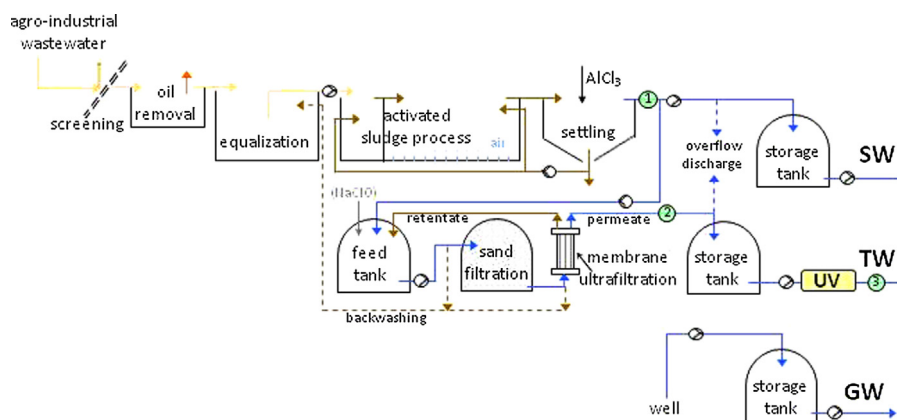 agro-industrial
wastewater
screening
oil
removal
equalization
activated
sludge process
air
AlCl3
settling
1
overflow
discharge
storage
tank
SW
(NaClO)
retentate
feed
tank
sand
filtration
permeate
2
membrane
ultrafiltration
backwashing
storage
tank
UV
3
TW
well
storage
tank
GW